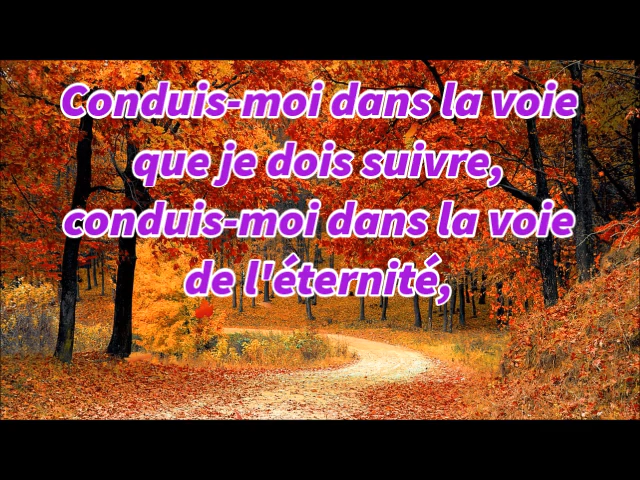 Conduis-moi dans la voie
que je dois suivre,
conduis-moi dans la voie
de l'éternité,